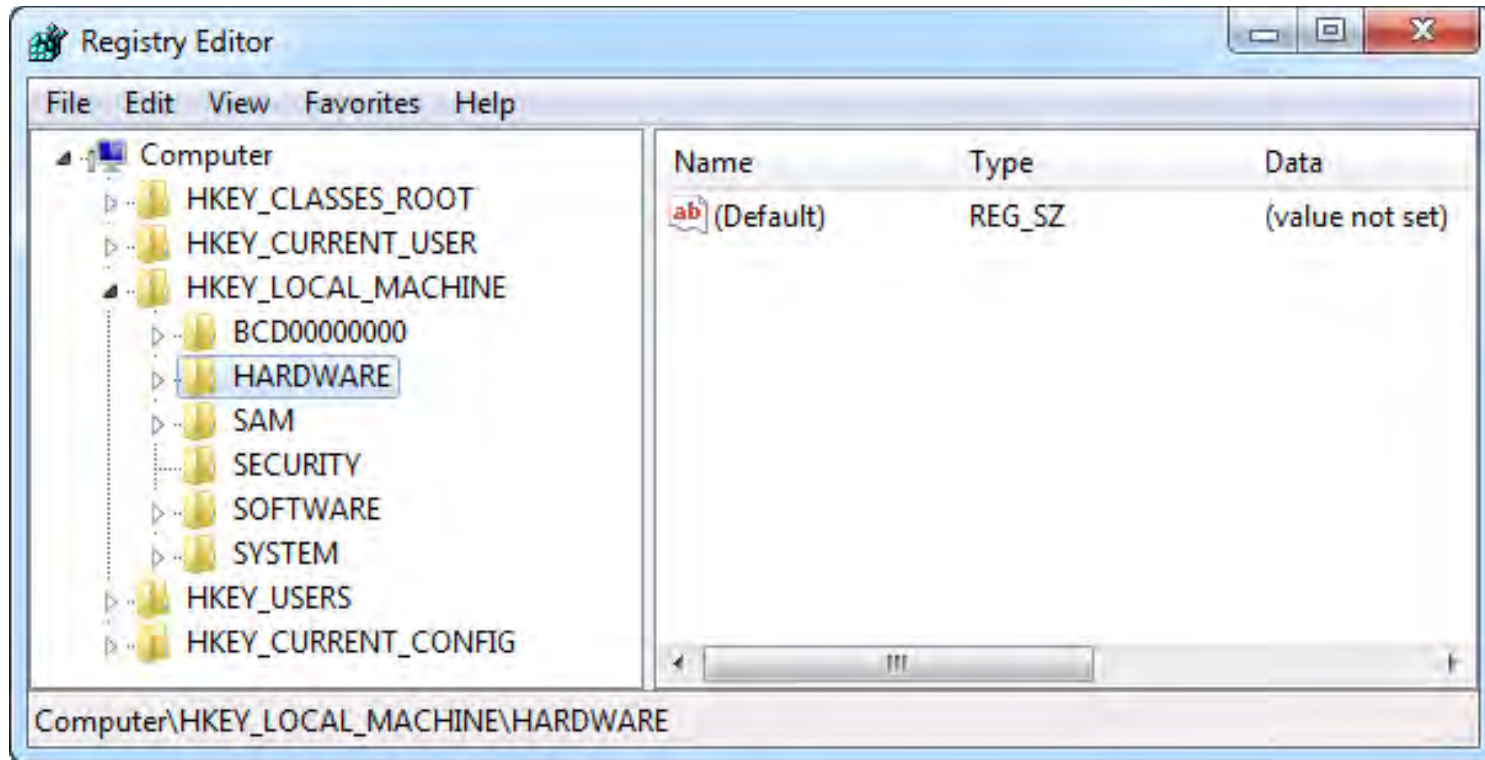 Registry Editor
File Edit View Favorites Help
Computer
HKEY_CLASSES_ROOT
HKEY_CURRENT_USER
HKEY_LOCAL_MACHINE
BCD00000000
HARDWARE
SAM
SECURITY
SOFTWARE
SYSTEM
HKEY_USERS
HKEY_CURRENT_CONFIG
Name Type Data
ab (Default) REG_SZ (value not set)
Computer\HKEY_LOCAL_MACHINE\HARDWARE